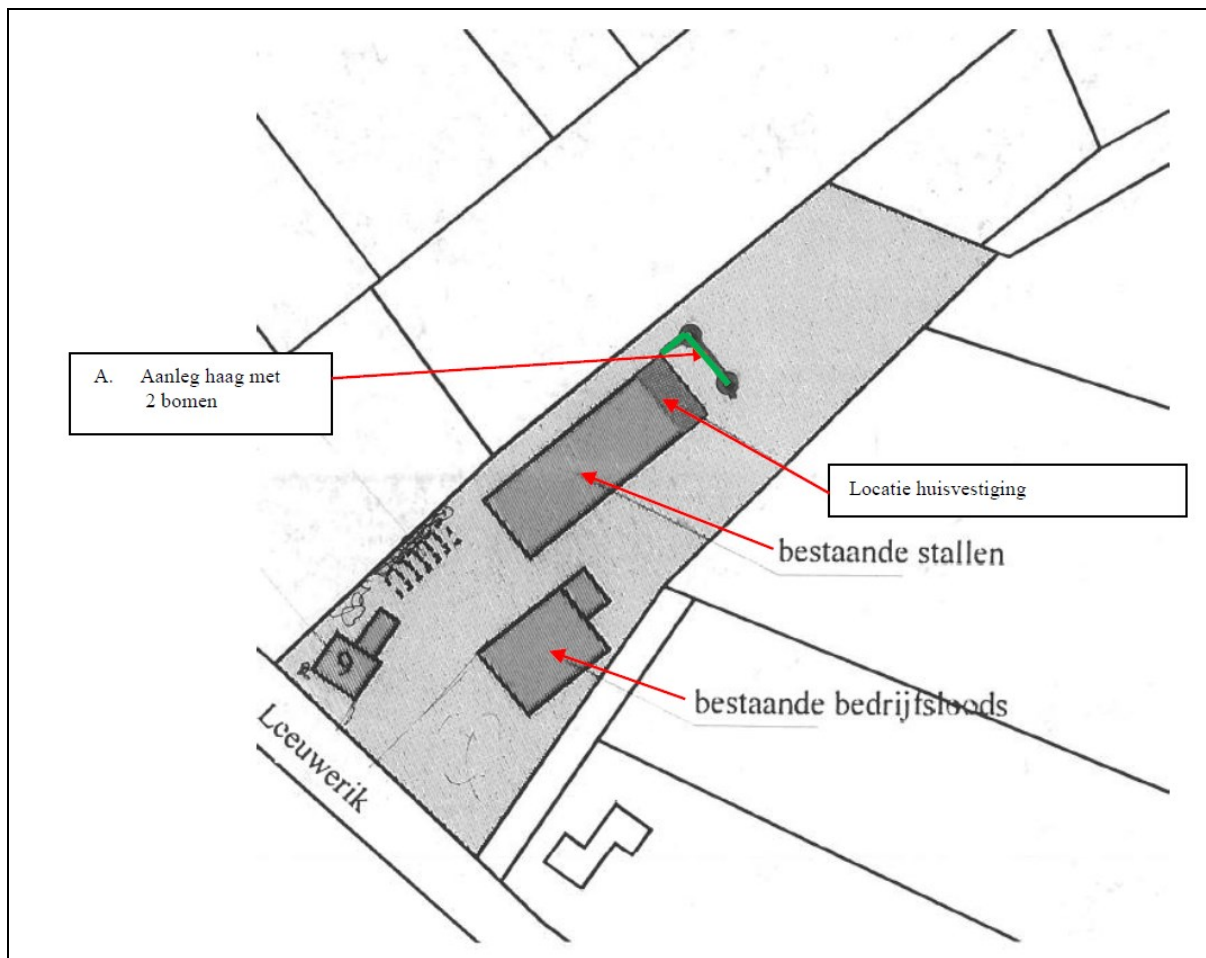 A. Aanleg haag met
2 bomen
Locatie huisvestiging
bestaande stallen
9
bestaande bedrijfsloods
Leeuwerik